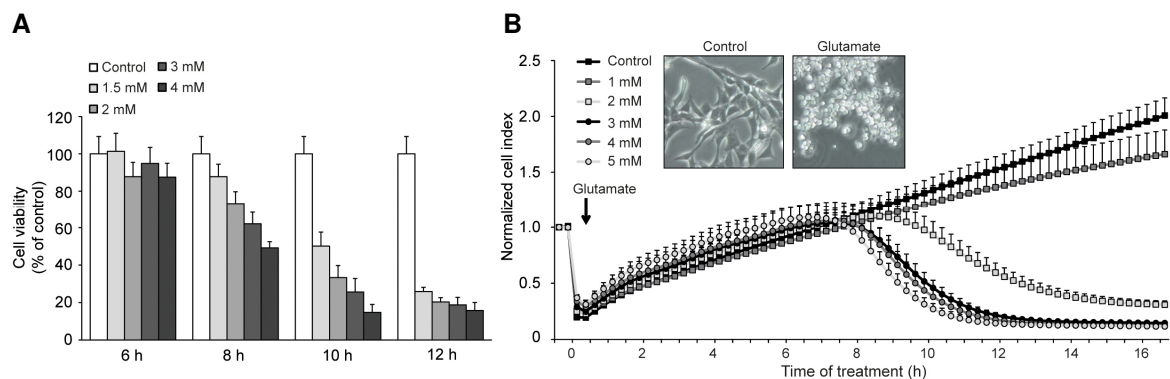 A
Control
1.5 mM
2 mM
3 mM
4 mM
Cell viability
(% of control)
120
100
80
60
40
20
0
6 h
8 h
10 h
12 h
B
Normalized cell index
2.5
2.0
1.5
1.0
0.5
0
Control
1 mM
2 mM
3 mM
4 mM
5 mM
Control
Glutamate
Glutamate
0 2 4 6 8 10 12 14 16
Time of treatment (h)